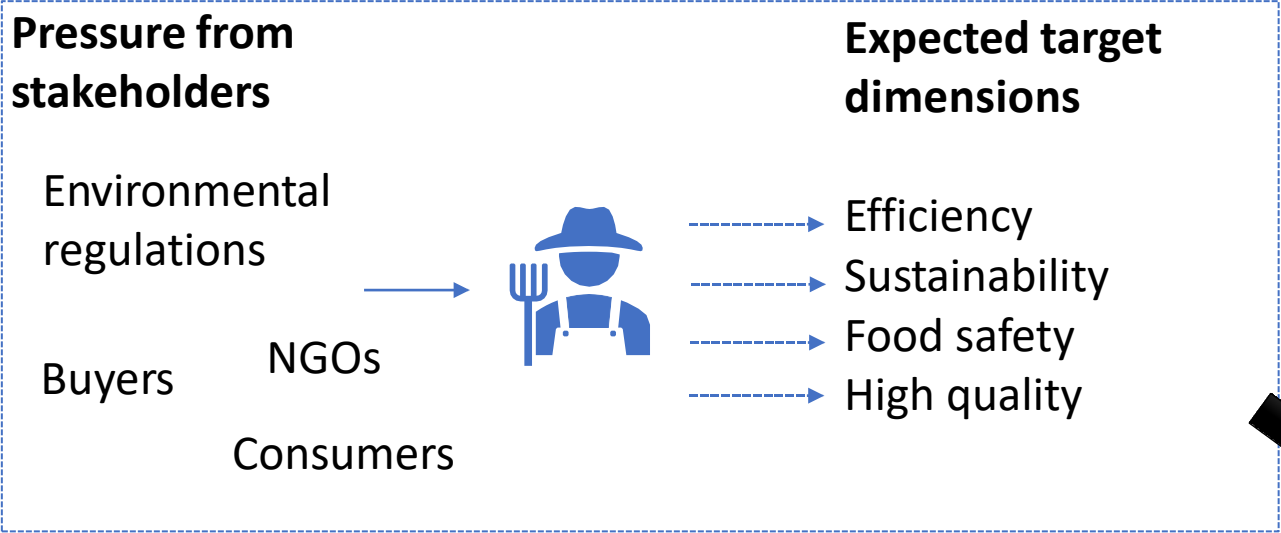 Pressure from
stakeholders
Environmental
regulations
NGOs
Buyers
Consumers
Expected target
dimensions
Efficiency
Sustainability
Food safety
High quality